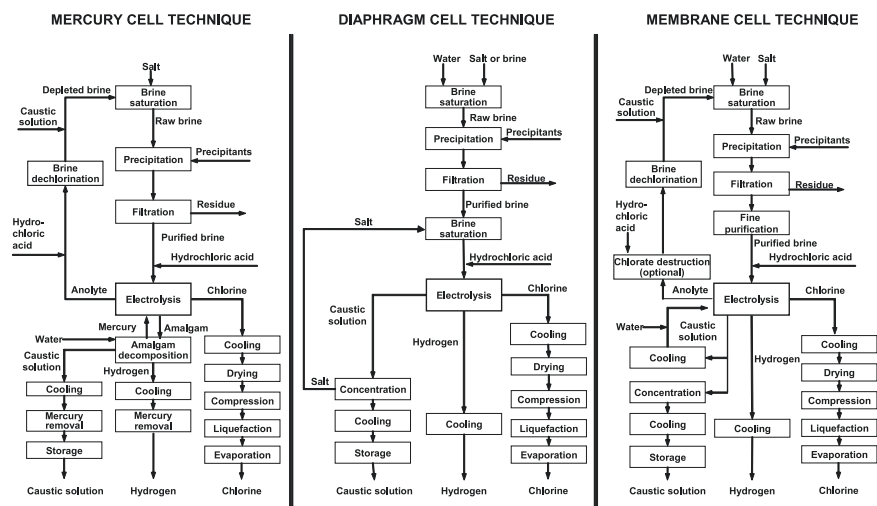 MERCURY CELL TECHNIQUE
Salt
Depleted brine
Brine
saturation
Caustic
solution
Raw brine
Precipitation
Precipitants
Brine
dechlorination
Filtration
Residue
Hydro-
chloric
acid
Purified brine
Hydrochloric acid
Anolyte
Electrolysis
Chlorine
Mercury
Amalgam
Water
Amalgam
decomposition
Caustic
solution
Hydrogen
Cooling
Mercury
removal
Storage
Caustic solution
Cooling
Mercury
removal
Hydrogen
Cooling
Drying
Compression
Liquefaction
Evaporation
Chlorine
DIAPHRAGM CELL TECHNIQUE
Water
Salt or brine
Brine
saturation
Raw brine
Precipitation
Precipitants
Filtration
Residue
Purified brine
Salt
Brine
saturation
Hydrochloric acid
Electrolysis
Caustic
solution
Chlorine
Hydrogen
Salt
Concentration
Cooling
Storage
Caustic solution
Cooling
Hydrogen
Cooling
Drying
Compression
Liquefaction
Evaporation
Chlorine
MEMBRANE CELL TECHNIQUE
Water
Salt
Depleted brine
Brine
saturation
Caustic
solution
Raw brine
Precipitation
Precipitants
Brine
dechlorination
Filtration
Residue
Hydro-
chloric
acid
Fine
purification
Purified brine
Hydrochloric acid
Chlorate destruction
(optional)
Anolyte
Electrolysis
Chlorine
Water
Caustic
solution
Hydrogen
Cooling
Concentration
Cooling
Storage
Caustic solution
Cooling
Hydrogen
Cooling
Drying
Compression
Liquefaction
Evaporation
Chlorine